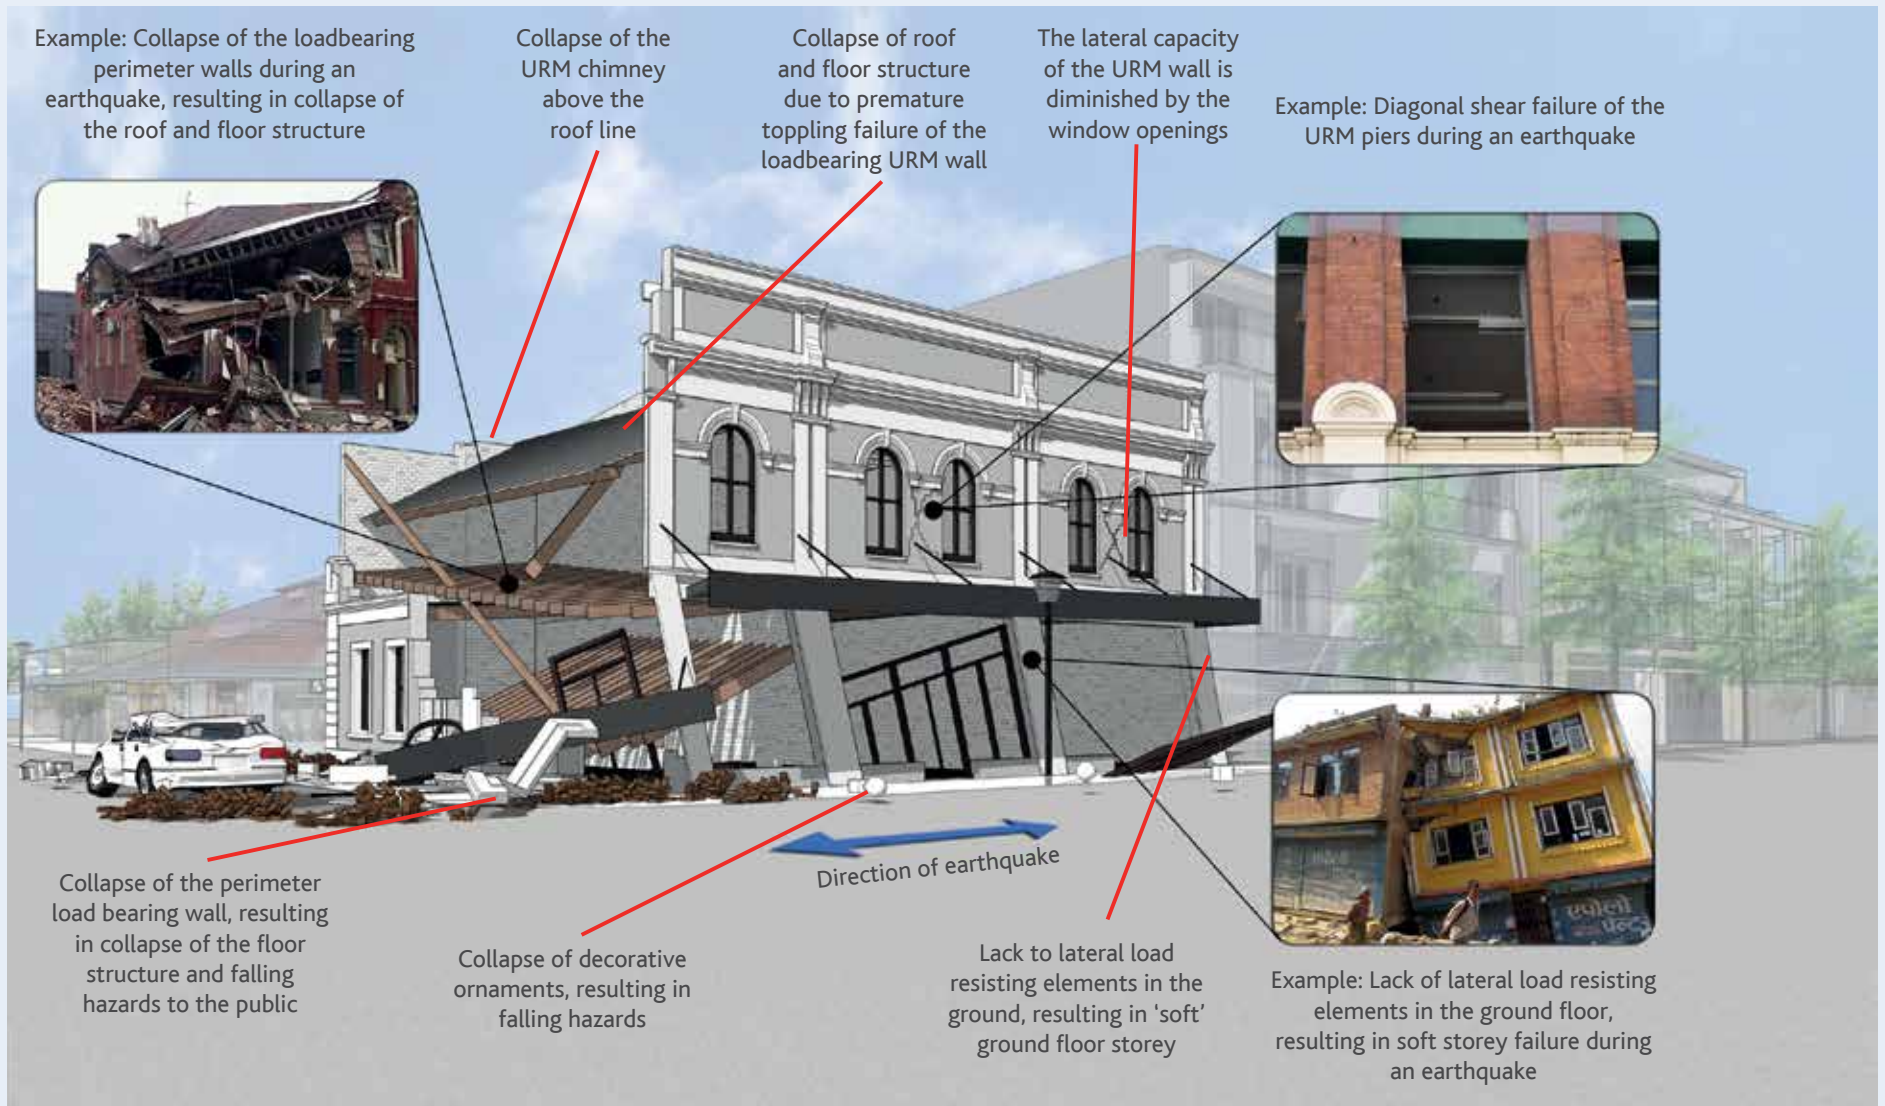 Example: Collapse of the loadbearing
perimeter walls during an
earthquake, resulting in collapse of
the roof and floor structure
Collapse of the
URM chimney
above the
roof line
Collapse of roof
and floor structure
due to premature
toppling failure of the
loadbearing URM wall
The lateral capacity
of the URM wall is
diminished by the
window openings
Example: Diagonal shear failure of the
URM piers during an earthquake
Direction of earthquake
Collapse of the perimeter
load bearing wall, resulting
in collapse of the floor
structure and falling
hazards to the public
Collapse of decorative
ornaments, resulting in
falling hazards
Lack to lateral load
resisting elements in the
ground, resulting in ‘soft’
ground floor storey
Example: Lack of lateral load resisting
elements in the ground floor,
resulting in soft storey failure during
an earthquake